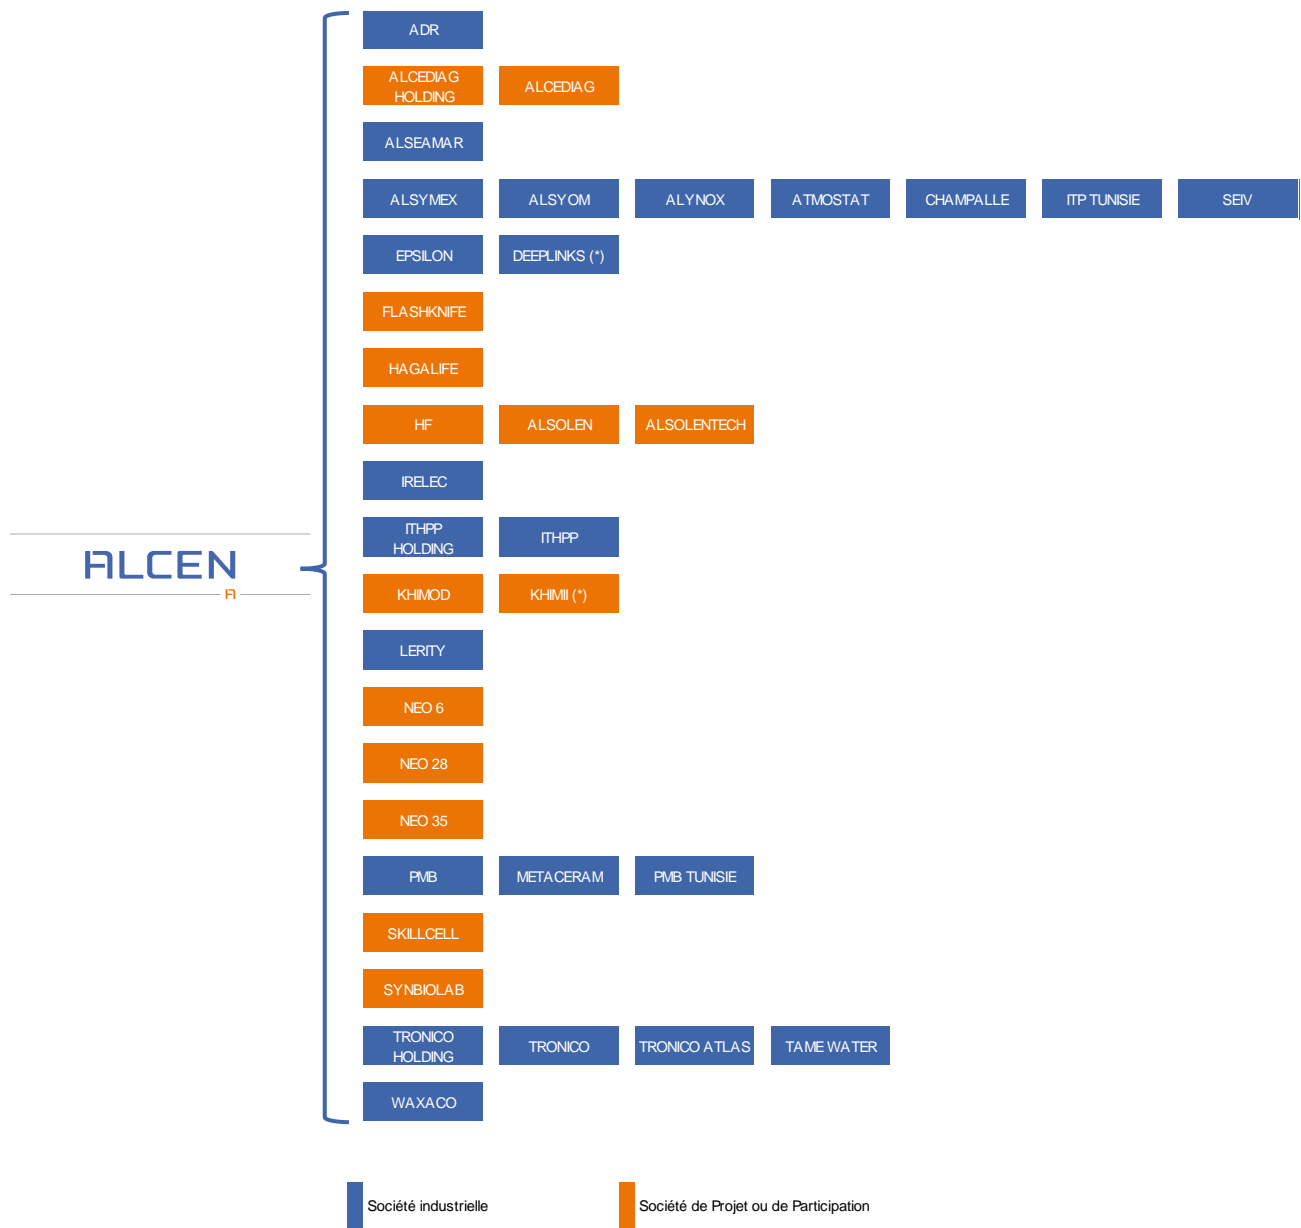 ADR
ALCEDIAG
HOLDING
ALCEDIAG
ALSEAMAR
ALSYMEX
ALSYOM
ALYNOX
ATMOSTAT
CHAMPALLE
ITP TUNISIE
SEIV
EPSILON
DEEPLINKS (*)
FLASHKNIFE
HAGALIFE
HF
ALSOLEN
ALSOLENTECH
IRELEC
ITHPP
HOLDING
ITHPP
ALCEN
KHIMOD
KHIMII (*)
LERITY
NEO 6
NEO 28
NEO 35
PMB
METACERAM
PMB TUNISIE
SKILLCELL
SYNBIOLAB
TRONICO
HOLDING
TRONICO
TRONICO ATLAS
TAME WATER
WAXACO
Société industrielle
Société de Projet ou de Participation